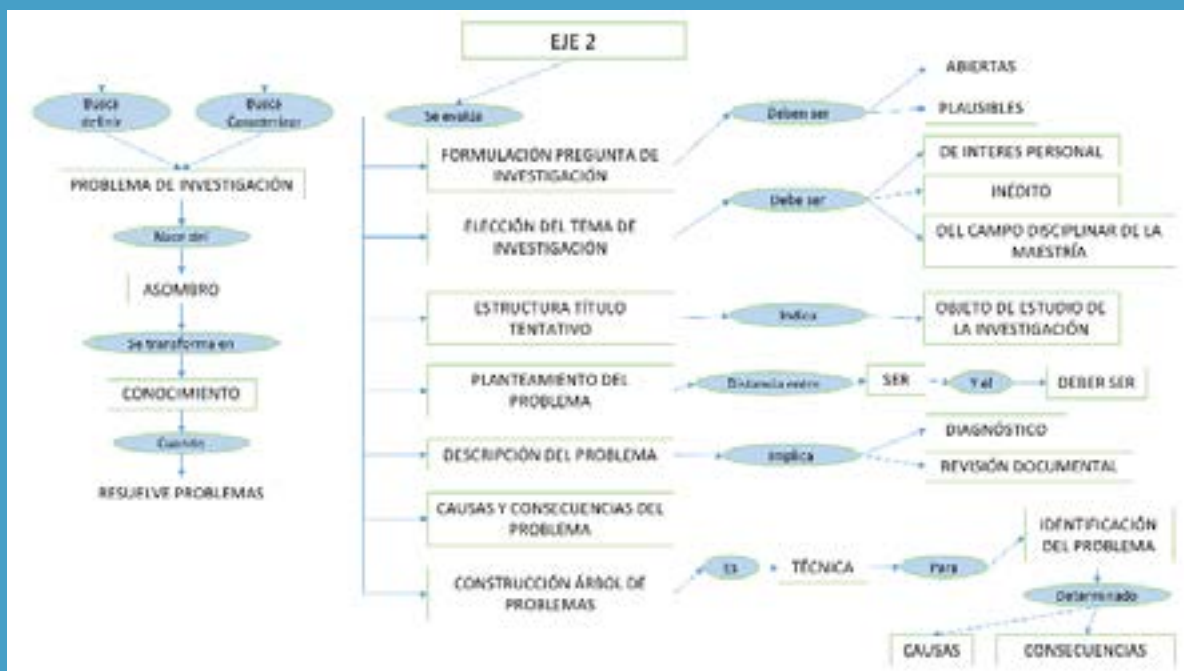 EJE 2
Busca
definir
Busca
Se evalúa
Deben ser
ABIERTAS
PLAUSIBLES
FORMULACIÓN PREGUNTA DE
INVESTIGACIÓN
PROBLEMA DE INVESTIGACIÓN
DE INTERES PERSONAL
INÉDITO
DEL CAMPO DISCIPLINAR DE LA
MAESTRÍA
Debe ser
ELECCIÓN DEL TEMA DE
INVESTIGACIÓN
Nace del
ASOMBRO
Se transforma en
CONOCIMIENTO
Cuando
RESUELVE PROBLEMAS
ESTRUCTURA TÍTULO
TENTATIVO
Indica
OBJETO DE ESTUDIO DE
LA INVESTIGACIÓN
PLANTEAMIENTO DEL
PROBLEMA
Distancia entre
SER
Y el
DEBER SER
DESCRIPCIÓN DEL PROBLEMA
Implica
DIAGNÓSTICO
REVISIÓN DOCUMENTAL
CAUSAS Y CONSECUENCIAS DEL
PROBLEMA
CONSTRUCCIÓN ÁRBOL DE
PROBLEMAS
Es
TÉCNICA
Para
IDENTIFICACIÓN
DEL PROBLEMA
Determinado
CAUSAS
CONSECUENCIAS